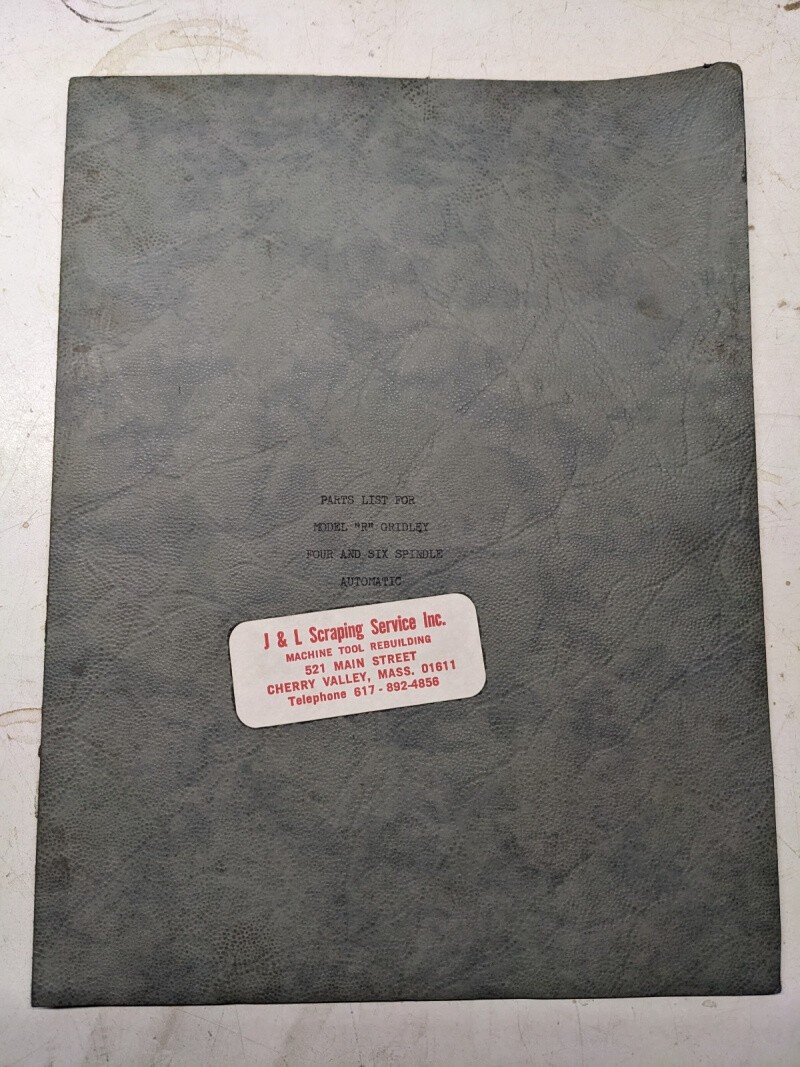 PARTS LIST FOR
MODEL "R" GRIDLEY
FOUR AND SIX SPINDLE
AUTOMATIC
J & L Scraping Service Inc.
MACHINE TOOL REBUILDING
521 MAIN STREET
CHERRY VALLEY, MASS. 01611
Telephone 617-892-4856